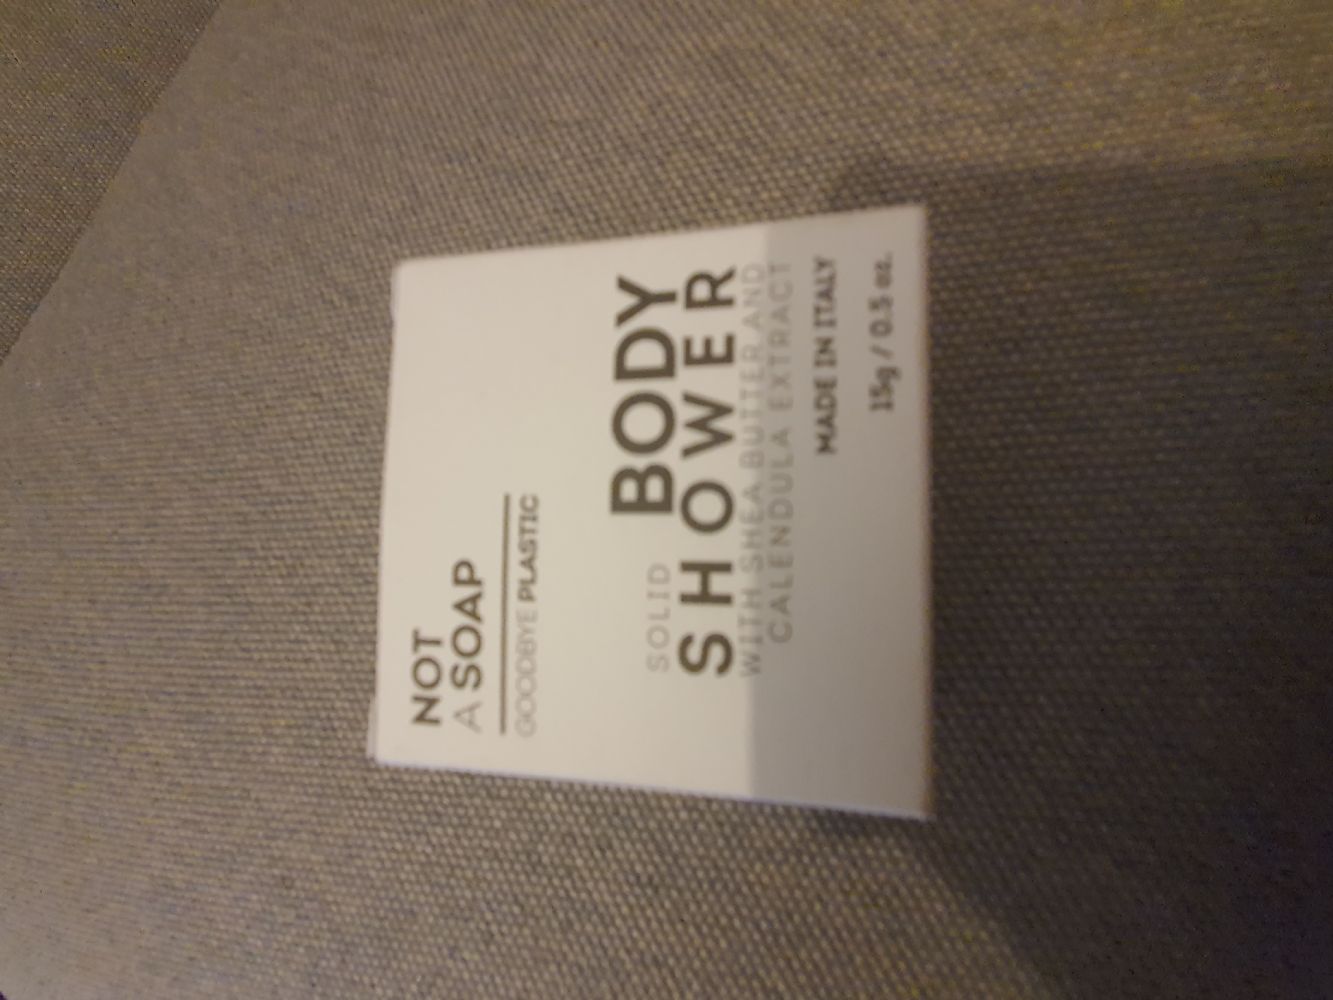 NOT
A SOAP
GOODBYE PLASTIC
SOLID BODY
SHOWER
WITH SHEA BUTTER AND
CALENDULA EXTRACT
MADE IN ITALY
15g / 0.5 oz.